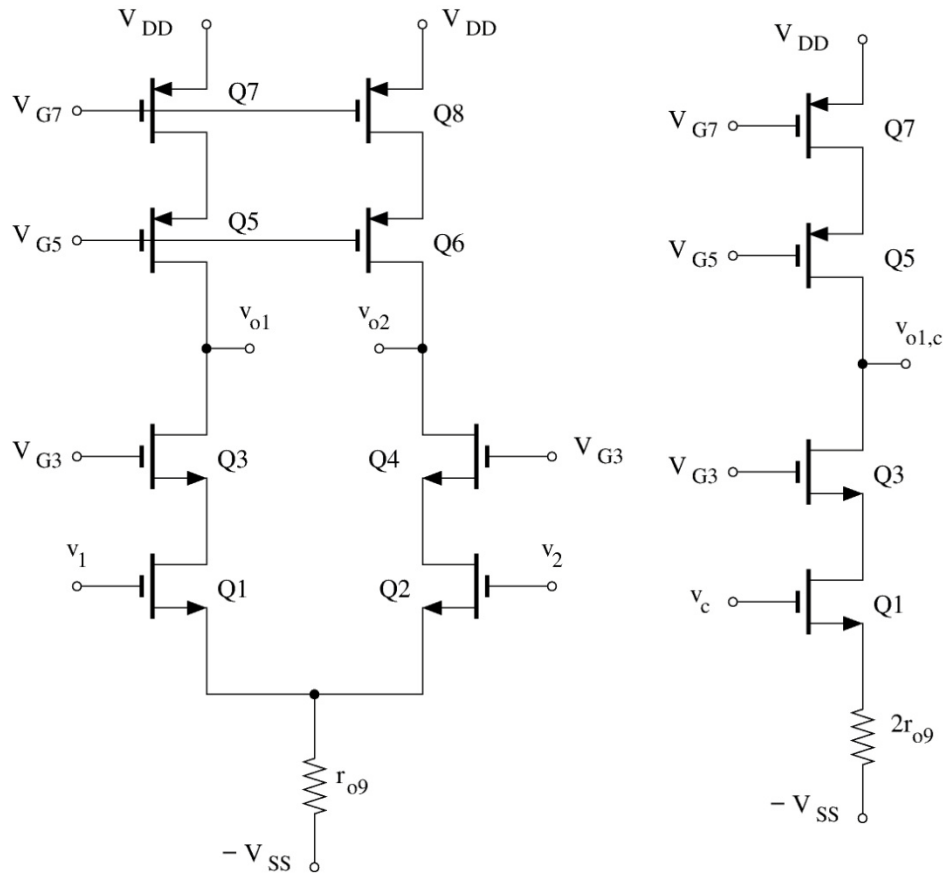 V DD
V DD
V G7
Q7
Q8
V G5
Q5
Q6
v o1
v o2
V G3
Q3
Q4
V G3
v 1
Q1
Q2
v 2
r o9
– V SS
V DD
V G7
Q7
V G5
Q5
v o1,c
V G3
Q3
v c
Q1
2r o9
– V SS